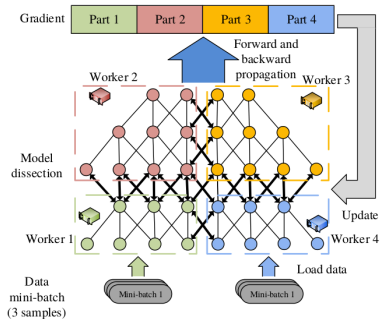 Gradient
Part 1
Part 2
Part 3
Part 4
Forward and
backward
propagation
Worker 2
Worker 3
Model
dissection
Update
Worker 1
Worker 4
Data
mini-batch
(3 samples)
Load data
Mini-batch 1
Mini-batch 1